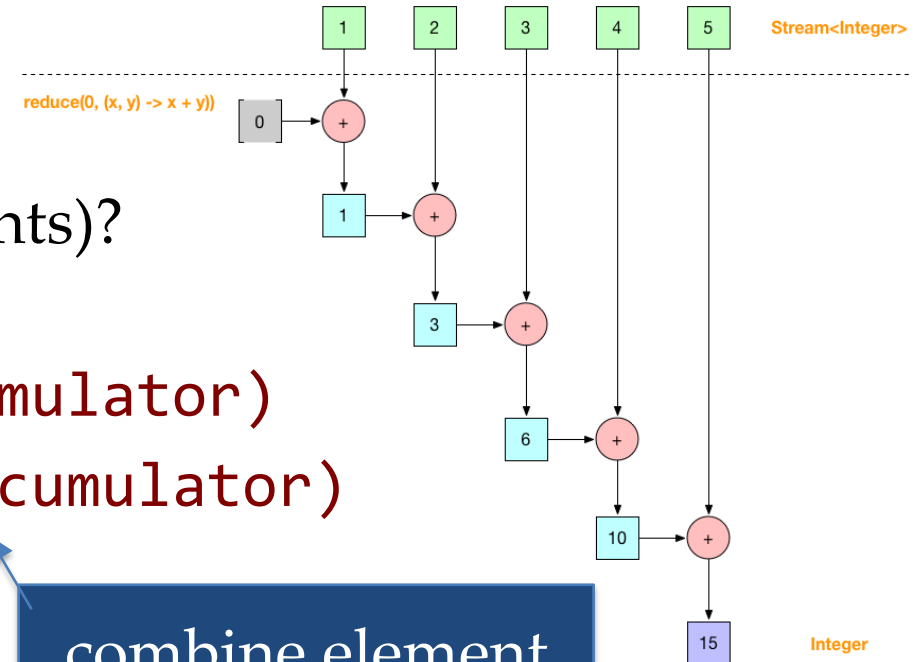 1 2 3 4 5 Stream<Integer>
reduce(0, (x, y) -> x + y))
0 +
nts)?
1 +
3 +
mulator)
6 +
cumulator)
10 +
combine element
15 Integer